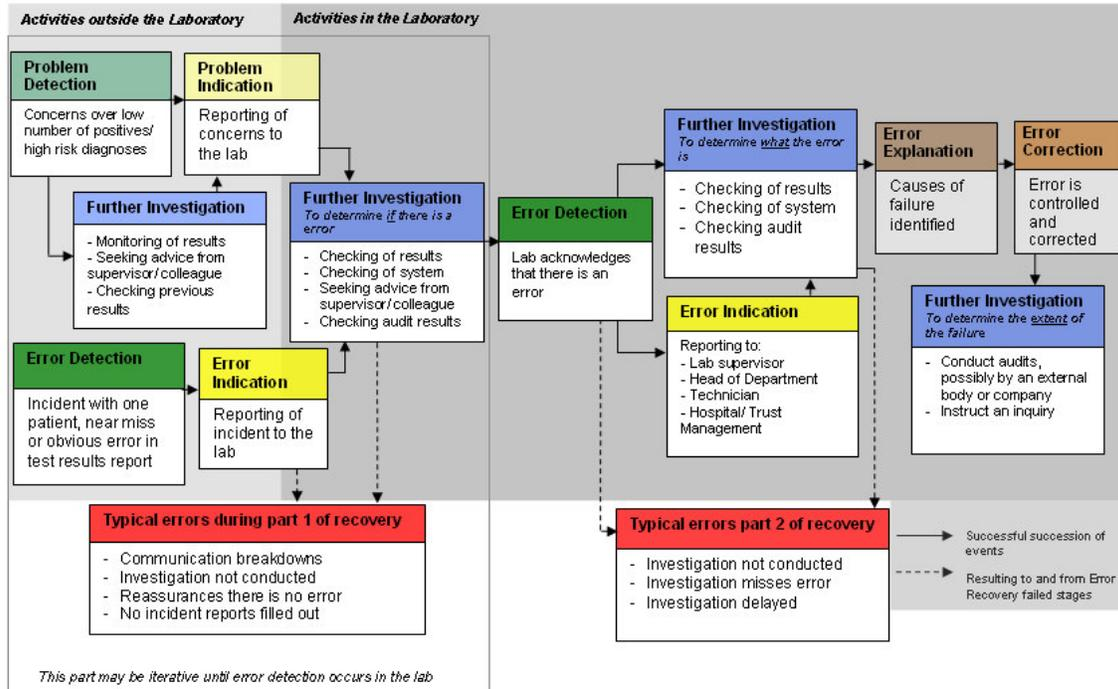 Activities outside the Laboratory
Activities in the Laboratory
Problem
Detection
Concerns over low
number of positives/
high risk diagnoses
Problem
Indication
Reporting of
concerns to
the lab
Further Investigation
- Monitoring of results
- Seeking advice from
supervisor/colleague
- Checking previous
results
Error Detection
Incident with one
patient, near miss
or obvious error in
test results report
Error
Indication
Reporting of
incident to the
lab
Further Investigation
To determine if there is a
error
- Checking of results
- Checking of system
- Seeking advice from
supervisor/colleague
- Checking audit results
Error Detection
Lab acknowledges
that there is an
error
Further Investigation
To determine what the error
is
- Checking of results
- Checking of system
- Checking audit
results
Error Indication
Reporting to:
- Lab supervisor
- Head of Department
- Technician
- Hospital/ Trust
Management
Error
Explanation
Causes of
failure
identified
Error
Correction
Error is
controlled
and
corrected
Further Investigation
To determine the extent of
the failure
- Conduct audits,
possibly by an external
body or company
- Instruct an inquiry
Typical errors during part 1 of recovery
- Communication breakdowns
- Investigation not conducted
- Reassurances there is no error
- No incident reports filled out
Typical errors part 2 of recovery
- Investigation not conducted
- Investigation misses error
- Investigation delayed
Successful succession of
events
Resulting to and from Error
Recovery failed stages
This part may be iterative until error detection occurs in the lab